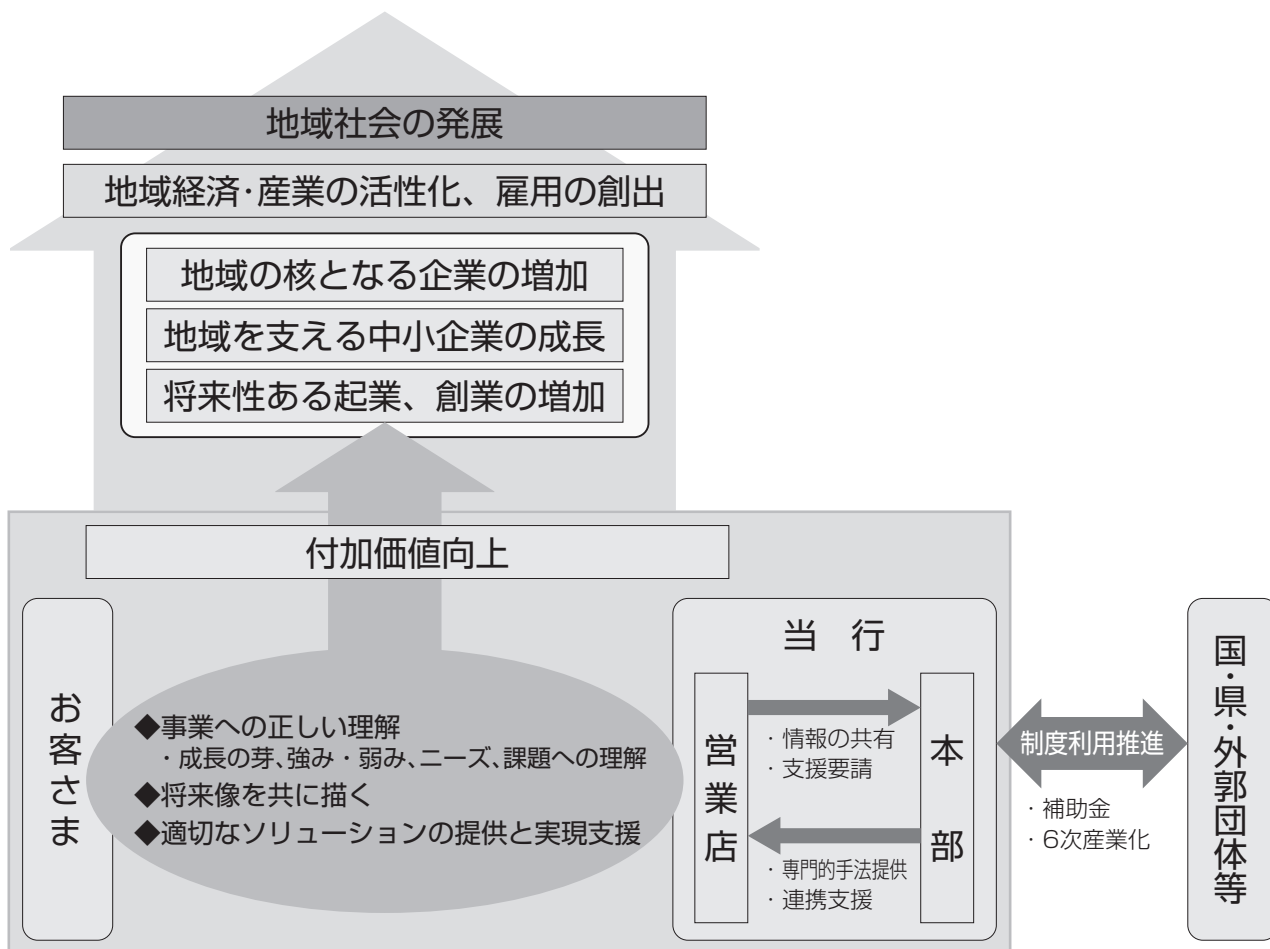 地域社会の発展
地域経済・産業の活性化、雇用の創出
地域の核となる企業の増加
地域を支える中小企業の成長
将来性ある起業、創業の増加
付加価値向上
お客さま
◆事業への正しい理解
・成長の芽、強み・弱み、ニーズ、課題への理解
◆将来像を共に描く
◆適切なソリューションの提供と実現支援
当 行
営業店
・情報の共有
・支援要請
・専門的手法提供
・連携支援
本部
制度利用推進
・補助金
・6次産業化
国・県・外郭団体等